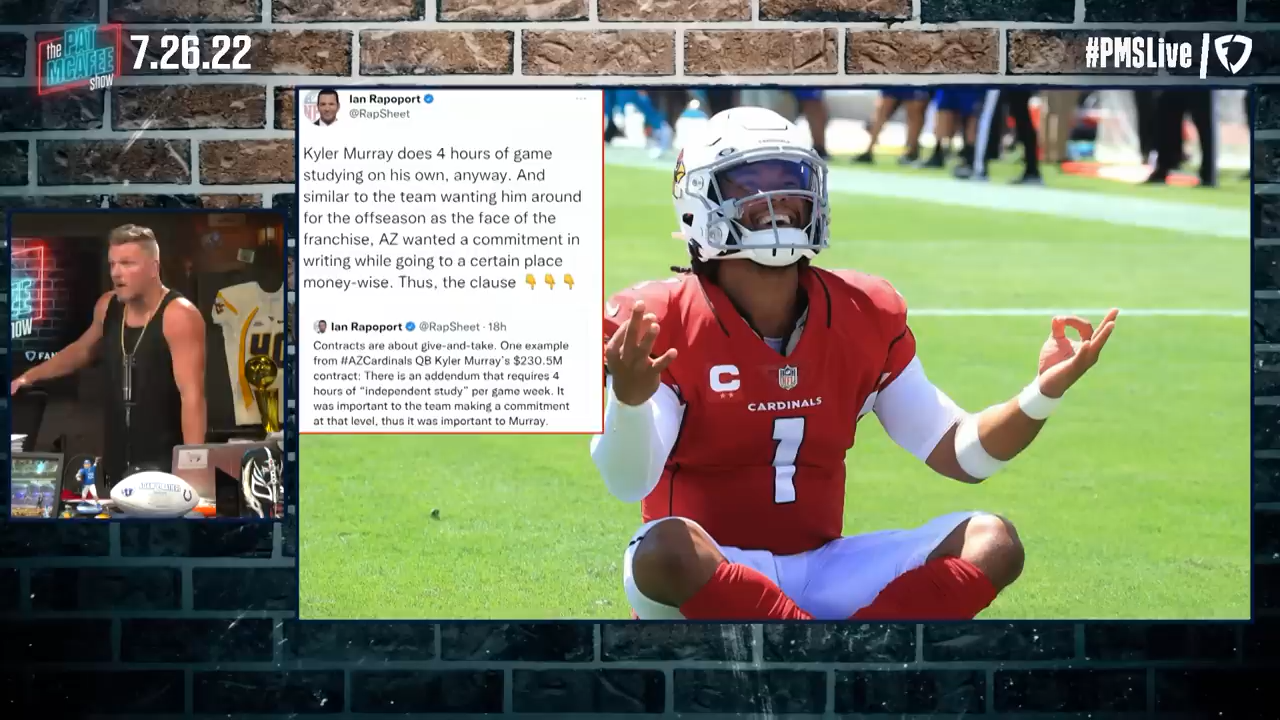 the
PAT
MCAFEE
show
7.26.22
#PMSLive
Ian Rapoport
@RapSheet
Kyler Murray does 4 hours of game
studying on his own, anyway. And
similar to the team wanting him around
for the offseason as the face of the
franchise, AZ wanted a commitment in
writing while going to a certain place
money-wise. Thus, the clause 👇👇👇
Ian Rapoport @RapSheet · 18h
Contracts are about give-and-take. One example
from #AZCardinals QB Kyler Murray's $230.5M
contract: There is an addendum that requires 4
hours of "independent study" per game week. It
was important to the team making a commitment
at that level, thus it was important to Murray.
C
NFL
CARDINALS
1